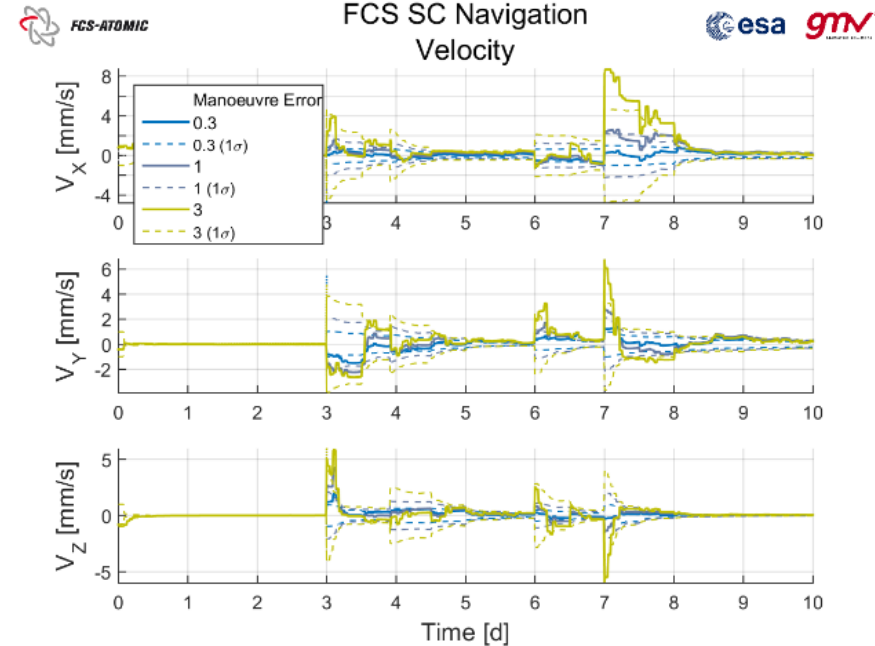 FCS-ATOMIC
FCS SC Navigation
Velocity
esa
gmv
Manoeuvre Error
0.3
0.3 (1σ)
1
1 (1σ)
3
3 (1σ)
V_X [mm/s]
8
4
0
-4
0 3 4 5 6 7 8 9 10
V_Y [mm/s]
6
4
2
0
-2
0 1 2 3 4 5 6 7 8 9 10
V_Z [mm/s]
5
0
-5
0 1 2 3 4 5 6 7 8 9 10
Time [d]